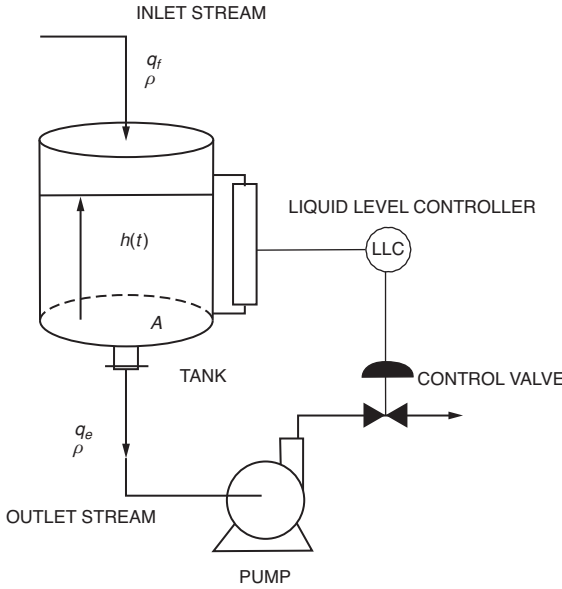 INLET STREAM
q_f
ρ
LIQUID LEVEL CONTROLLER
h(t)
LLC
A
TANK
CONTROL VALVE
q_e
ρ
OUTLET STREAM
PUMP